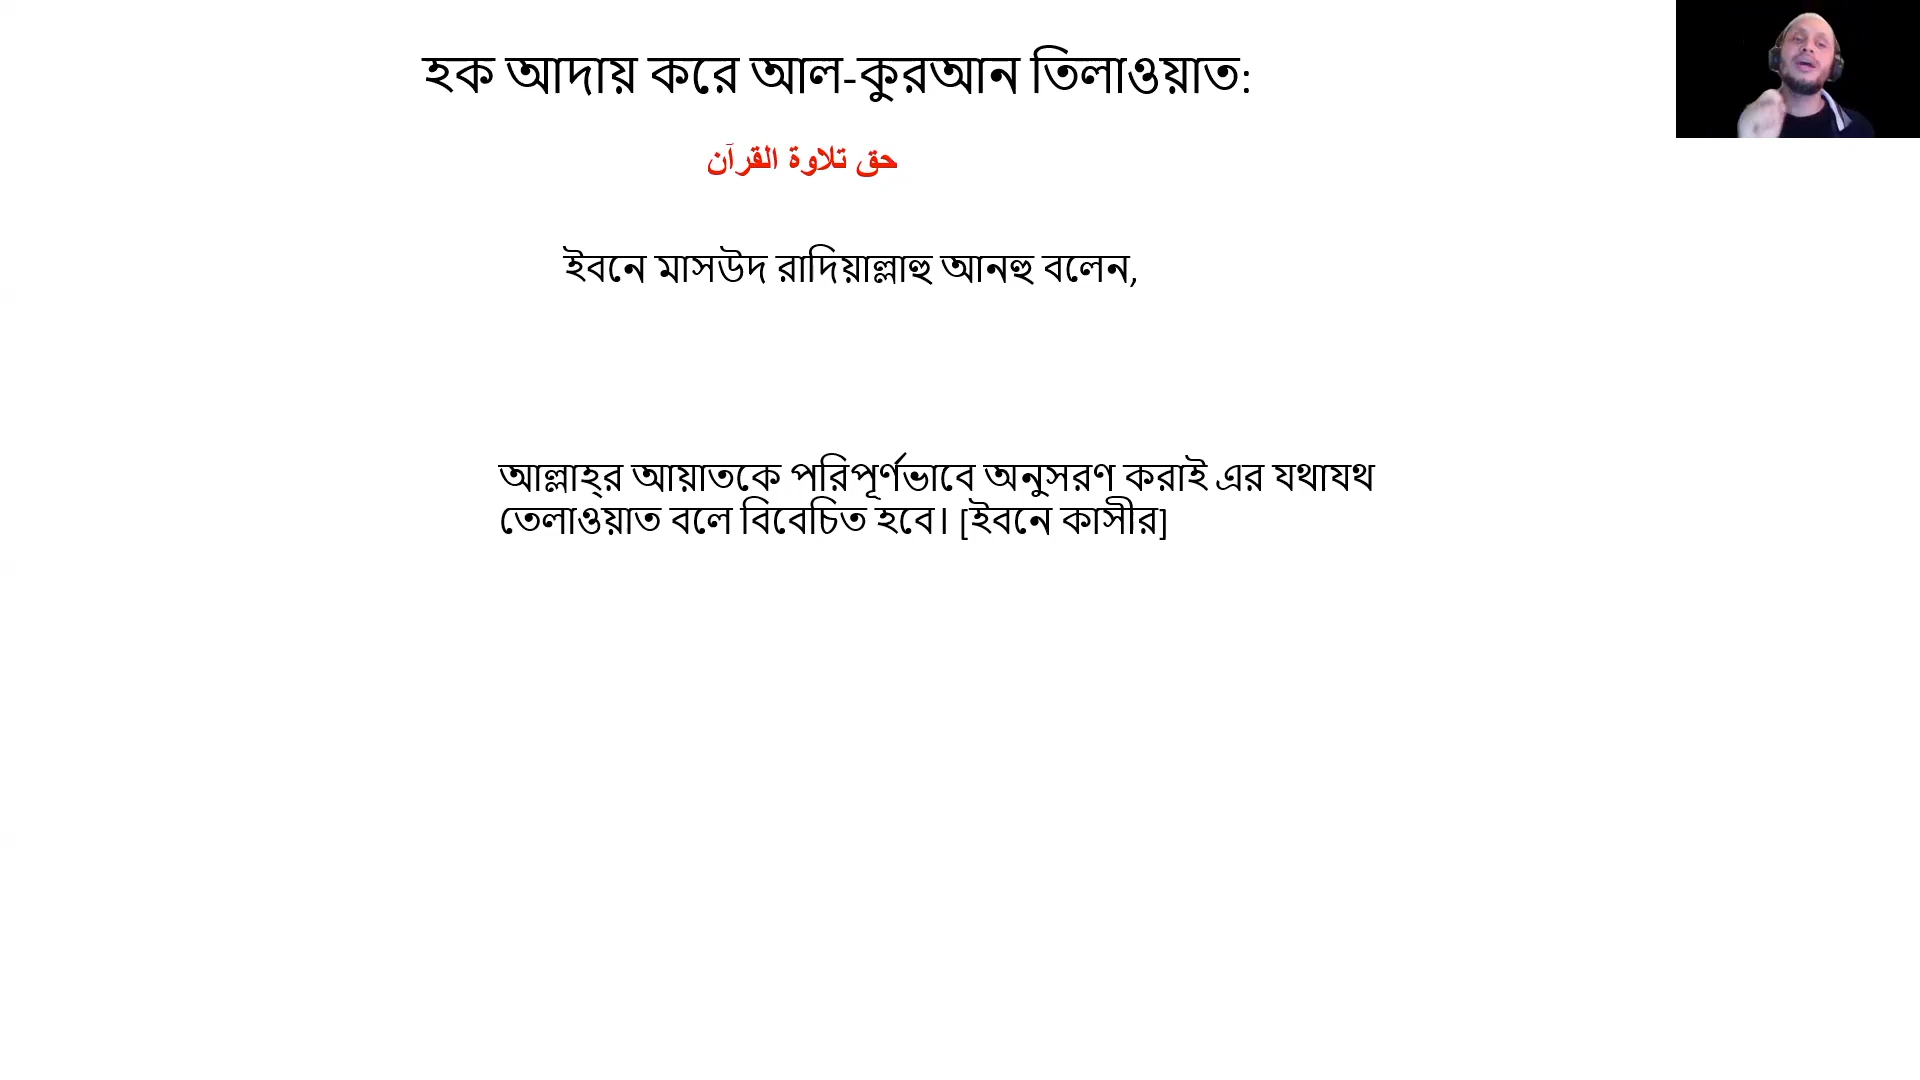 হক আদায় করে আল-কুরআন তিলাওয়াত:
حق تلاوة القرآن
ইবনে মাসউদ রাদিয়াল্লাহু আনহু বলেন,
আল্লাহ্‌র আয়াতকে পরিপূর্ণভাবে অনুসরণ করাই এর যথাযথ
তেলাওয়াত বলে বিবেচিত হবে। [ইবনে কাসীর]